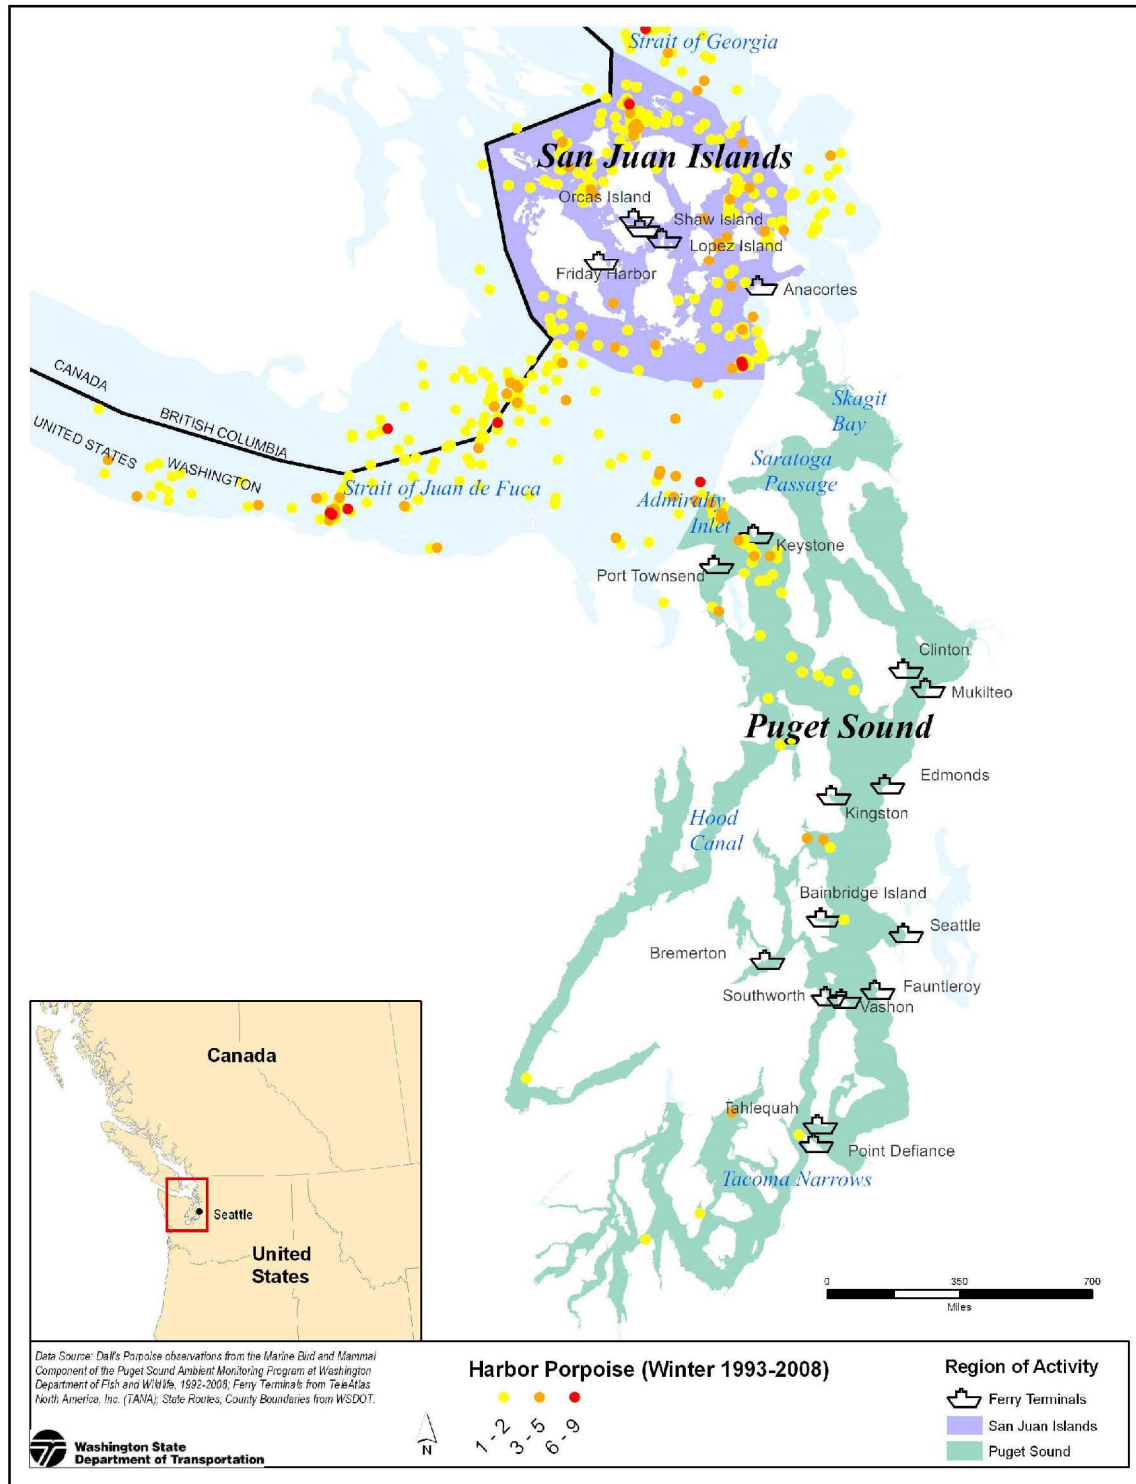 Strait of Georgia
San Juan Islands
Orcas Island
Shaw Island
Lopez Island
Friday Harbor
Anacortes
CANADA
BRITISH COLUMBIA
UNITED STATES
WASHINGTON
Strait of Juan de Fuca
Skagit
Bay
Saratoga
Passage
Admiralty
Inlet
Keystone
Port Townsend
Clinton
Mukilteo
Puget Sound
Edmonds
Kingston
Hood
Canal
Bainbridge Island
Seattle
Bremerton
Fauntleroy
Southworth
Vashon
Tahlequah
Point Defiance
Tacoma Narrows
Canada
Seattle
United
States
0 350 700
Miles
Data Source: Dall's Porpoise observations from the Marine Bird and Mammal
Component of the Puget Sound Ambient Monitoring Program at Washington
Department of Fish and Wildlife, 1992-2008; Ferry Terminals from TeleAtlas
North America, Inc. (TANA); State Routes; County Boundaries from WSDOT.
Washington State
Department of Transportation
Harbor Porpoise (Winter 1993-2008)
1 - 2
3 - 5
6 - 9
N
Region of Activity
Ferry Terminals
San Juan Islands
Puget Sound